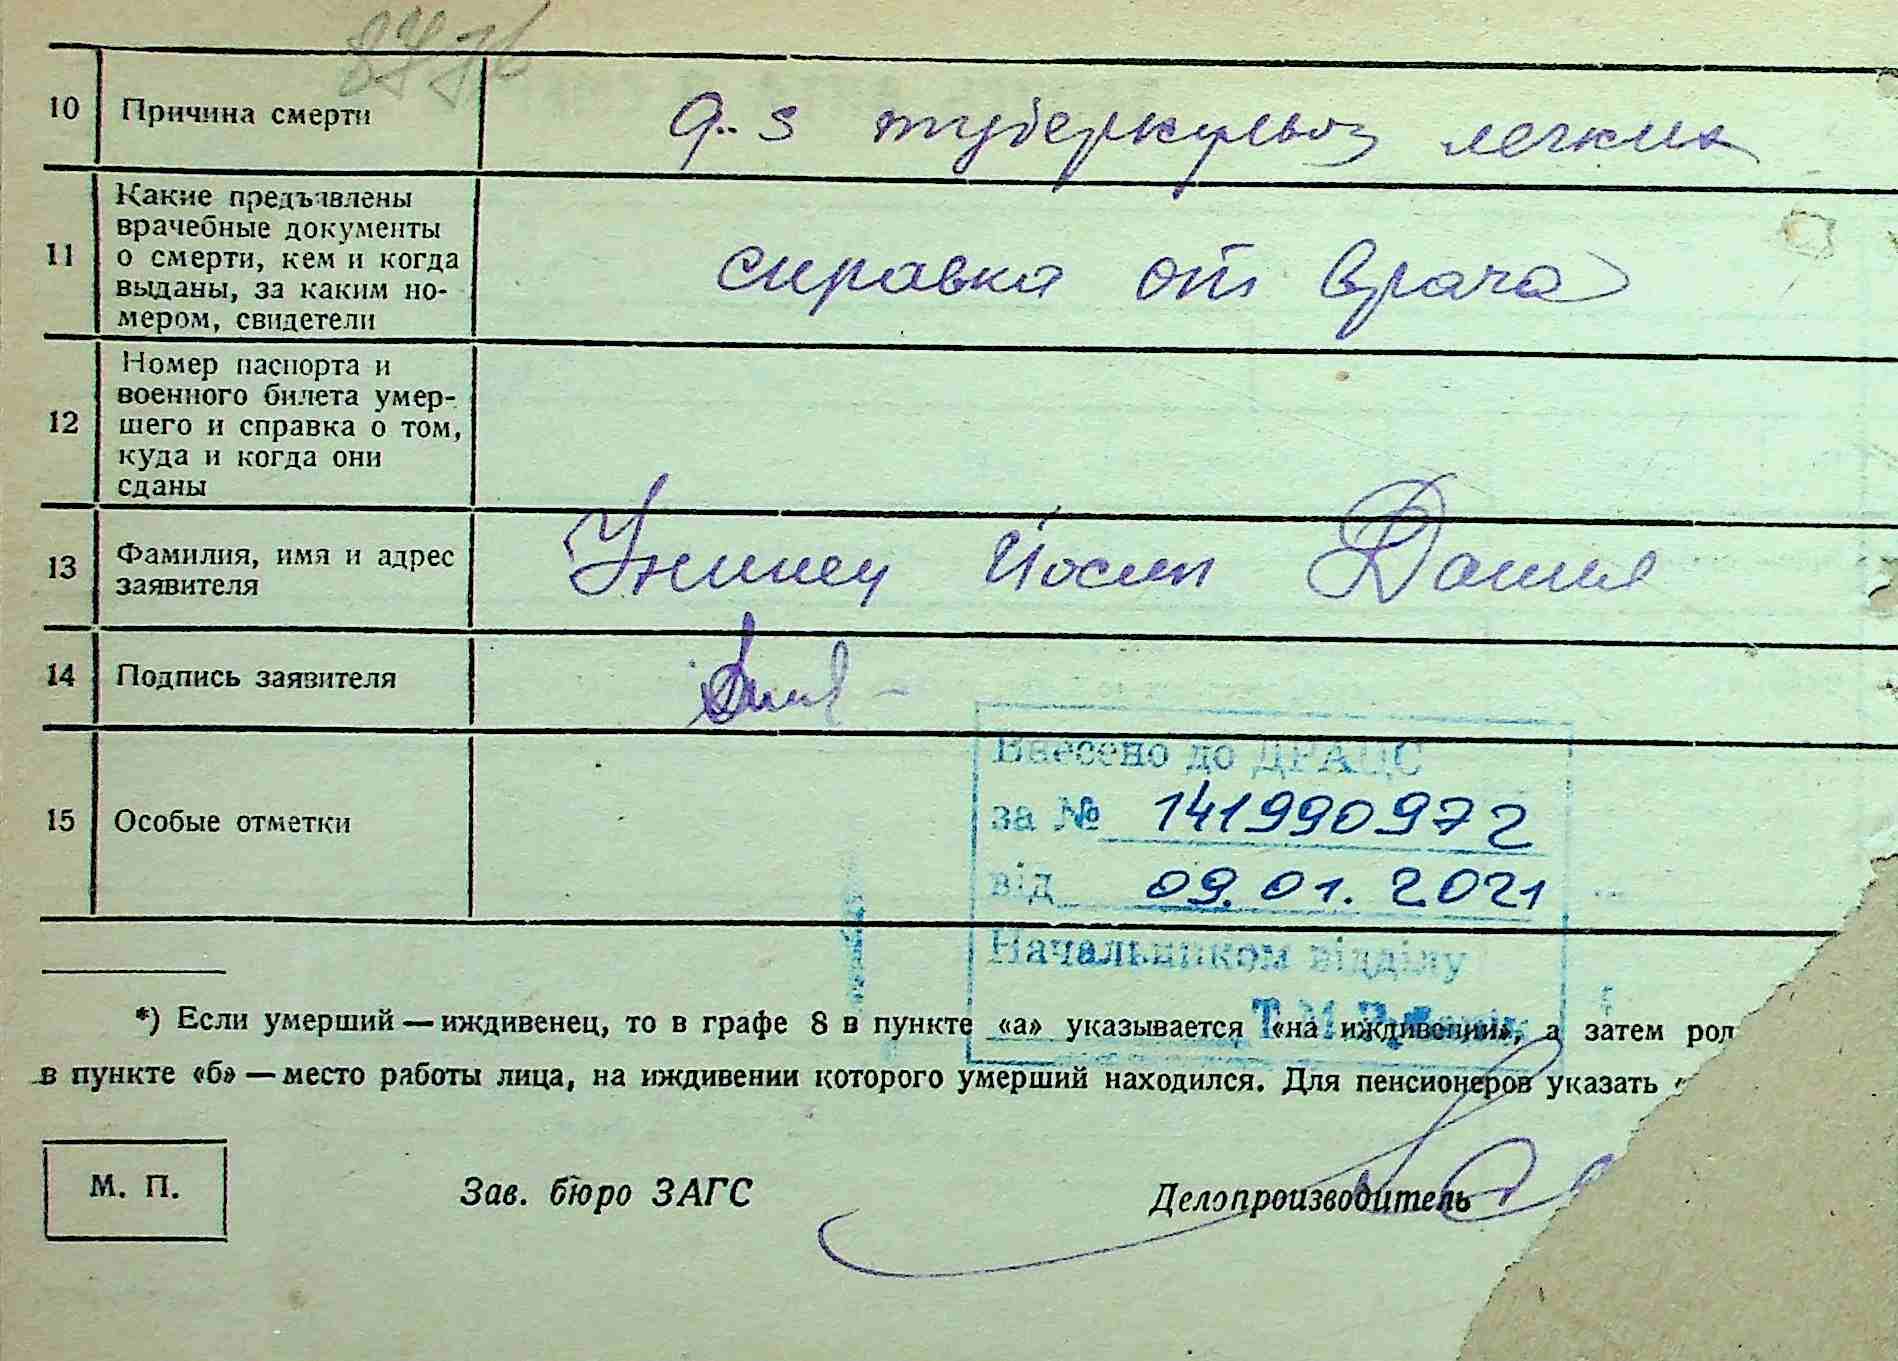 10 Причина смерти д-з туберкульоз легких
11 Какие предъявлены
врачебные документы
о смерти, кем и когда
выданы, за каким но-
мером, свидетели
справка от врача
12 Номер паспорта и
военного билета умер-
шего и справка о том,
куда и когда они
сданы
13 Фамилия, имя и адрес
заявителя
Йосип
14 Подпись заявителя
Внесено до ДРАЦС
за № 141990972
15 Особые отметки
від 09.01.2021
Начальником відділу
*) Если умерший — иждивенец, то в графе 8 в пункте «а» указывается «на иждивении», а затем
в пункте «б» — место работы лица, на иждивении которого умерший находился. Для пенсионеров указать
М. П. Зав. бюро ЗАГС Делопроизводитель